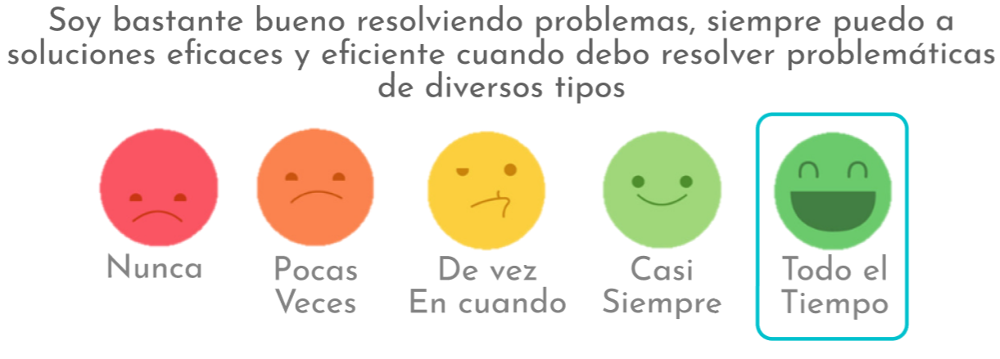 Soy bastante bueno resolviendo problemas, siempre puedo a
soluciones eficaces y eficiente cuando debo resolver problemáticas
de diversos tipos
Nunca
Pocas
Veces
De vez
En cuando
Casi
Siempre
Todo el
Tiempo